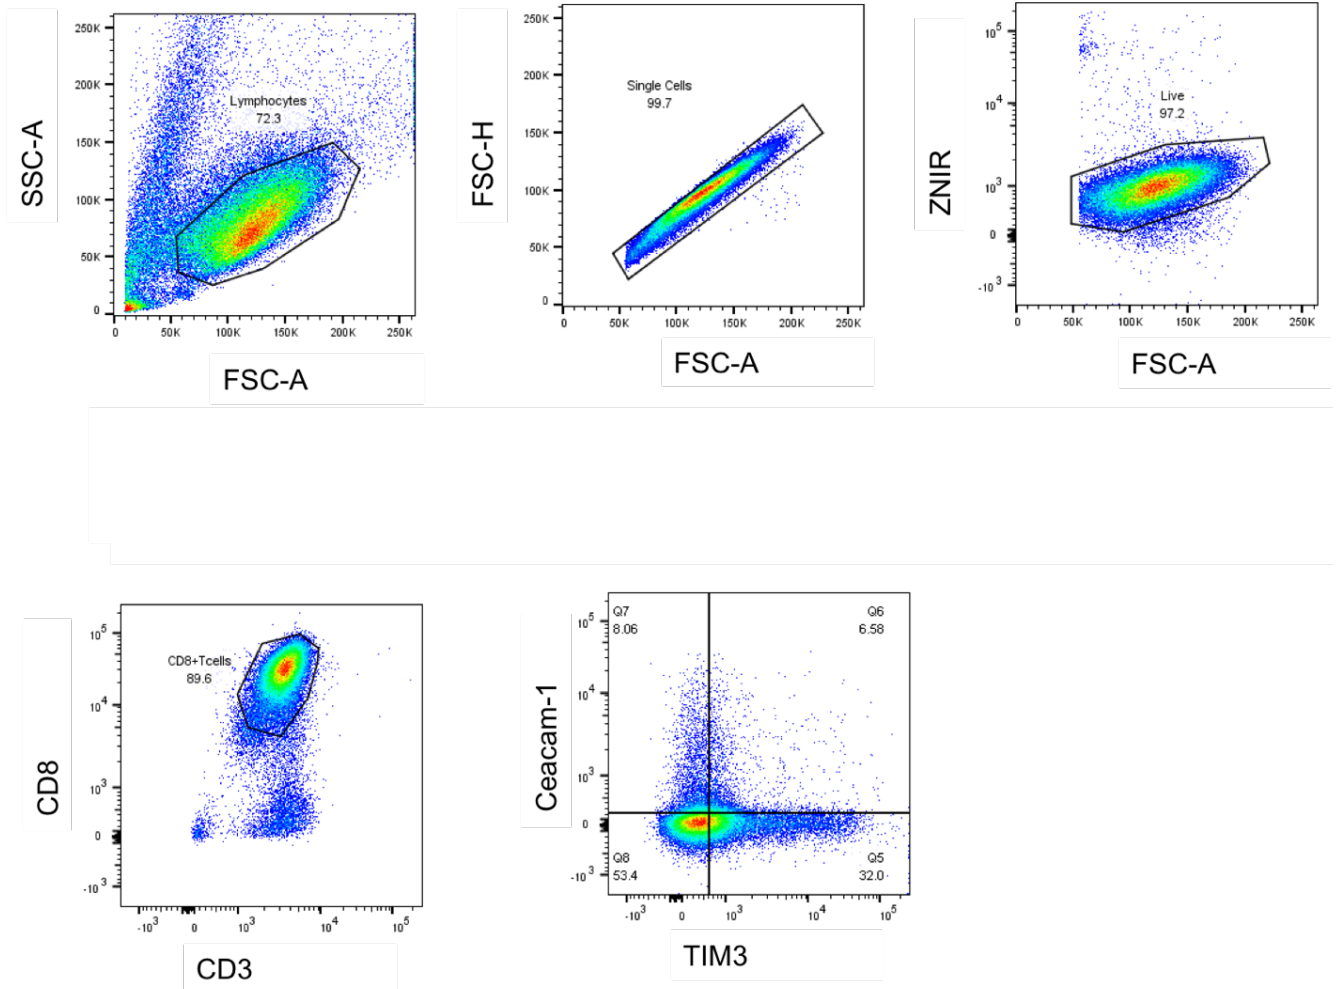 SSC-A
250K
200K
150K
100K
50K
0
Lymphocytes
72.3
0 50K 100K 150K 200K 250K
FSC-A
FSC-H
250K
200K
150K
100K
50K
0
Single Cells
99.7
0 50K 100K 150K 200K 250K
FSC-A
ZNIR
10^5
10^4
10^3
0
-10^3
Live
97.2
0 50K 100K 150K 200K 250K
FSC-A
CD8
10^5
10^4
10^3
0
-10^3
CD8+Tcells
89.6
-10^3 0 10^3 10^4 10^5
CD3
Ceacam-1
10^5
10^4
10^3
0
-10^3
Q7
8.06
Q6
6.58
Q8
53.4
Q5
32.0
-10^3 0 10^3 10^4 10^5
TIM3